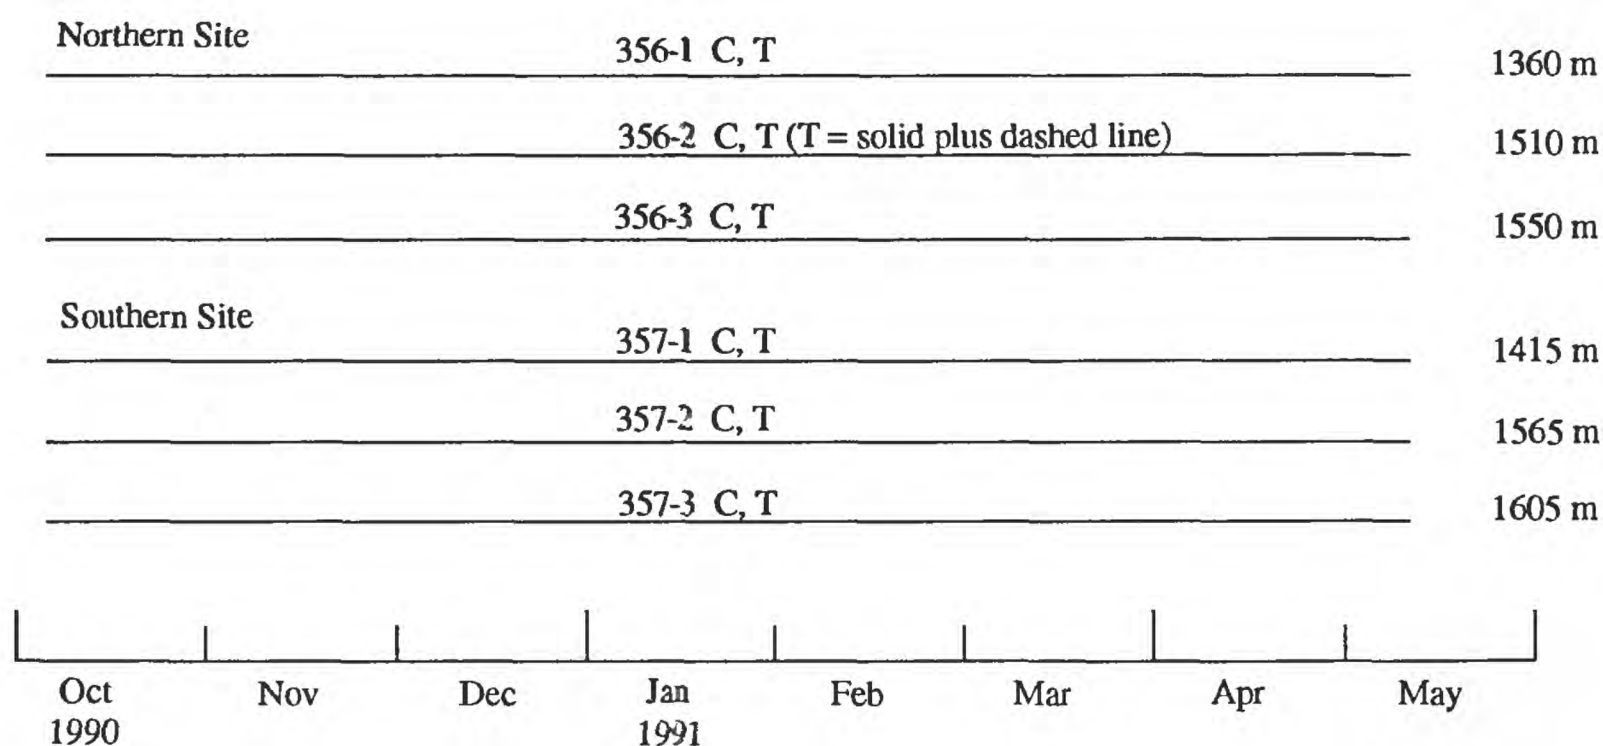 Northern Site
356-1 C, T
1360 m
356-2 C, T (T = solid plus dashed line)
1510 m
356-3 C, T
1550 m
Southern Site
357-1 C, T
1415 m
357-2 C, T
1565 m
357-3 C, T
1605 m
Oct Nov Dec Jan Feb Mar Apr May
1990 1991